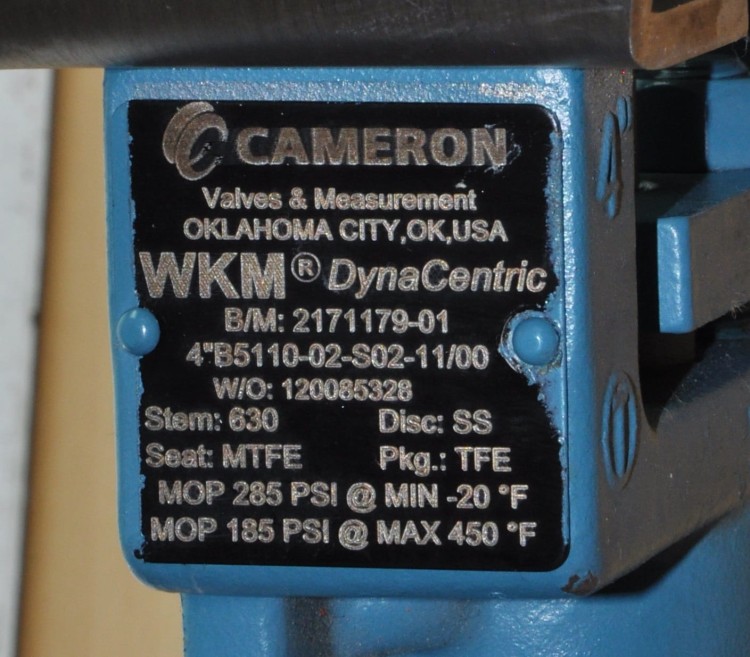 CAMERON
Valves & Measurement
OKLAHOMA CITY,OK,USA
WKM® DynaCentric
B/M: 2171179-01
4"B5110-02-S02-11/00
W/O: 120085328
Stem: 630 Disc: SS
Seat: MTFE Pkg.: TFE
MOP 285 PSI @ MIN -20 °F
MOP 185 PSI @ MAX 450 °F
4"